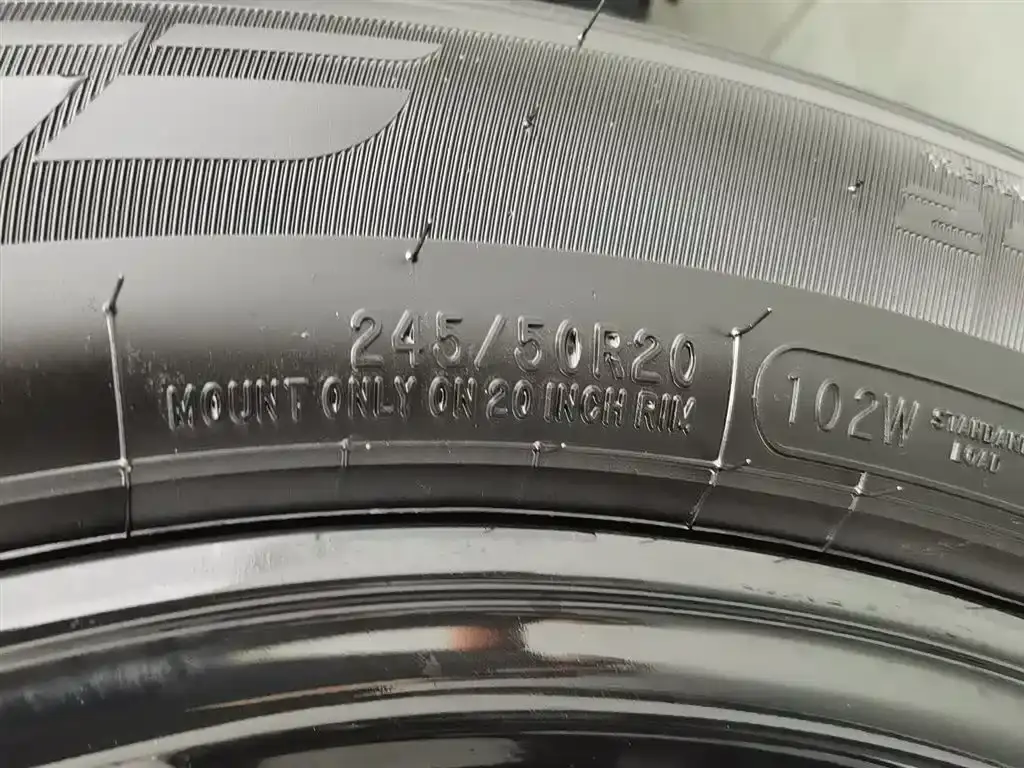 245/50R20
MOUNT ONLY ON 20 INCH RIM
102W
STANDARD
LOAD